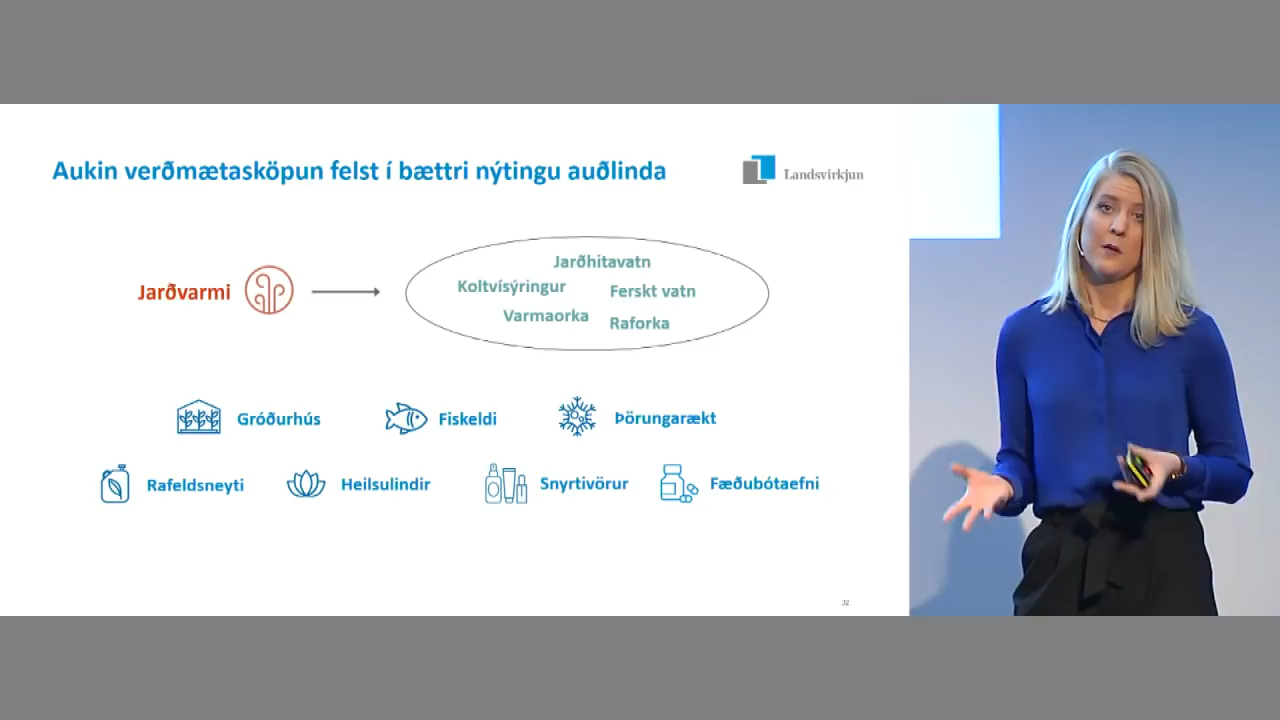 Aukin verðmætasköpun felst í bættri nýtingu auðlinda
Landsvirkjun
Jarðvarmi
Jarðhitavatn
Koltvísýringur
Ferskt vatn
Varmaorka
Raforka
Gróðurhús
Fiskeldi
Þörungarækt
Rafeldsneyti
Heilsulindir
Snyrtivörur
Fæðubótaefni
32